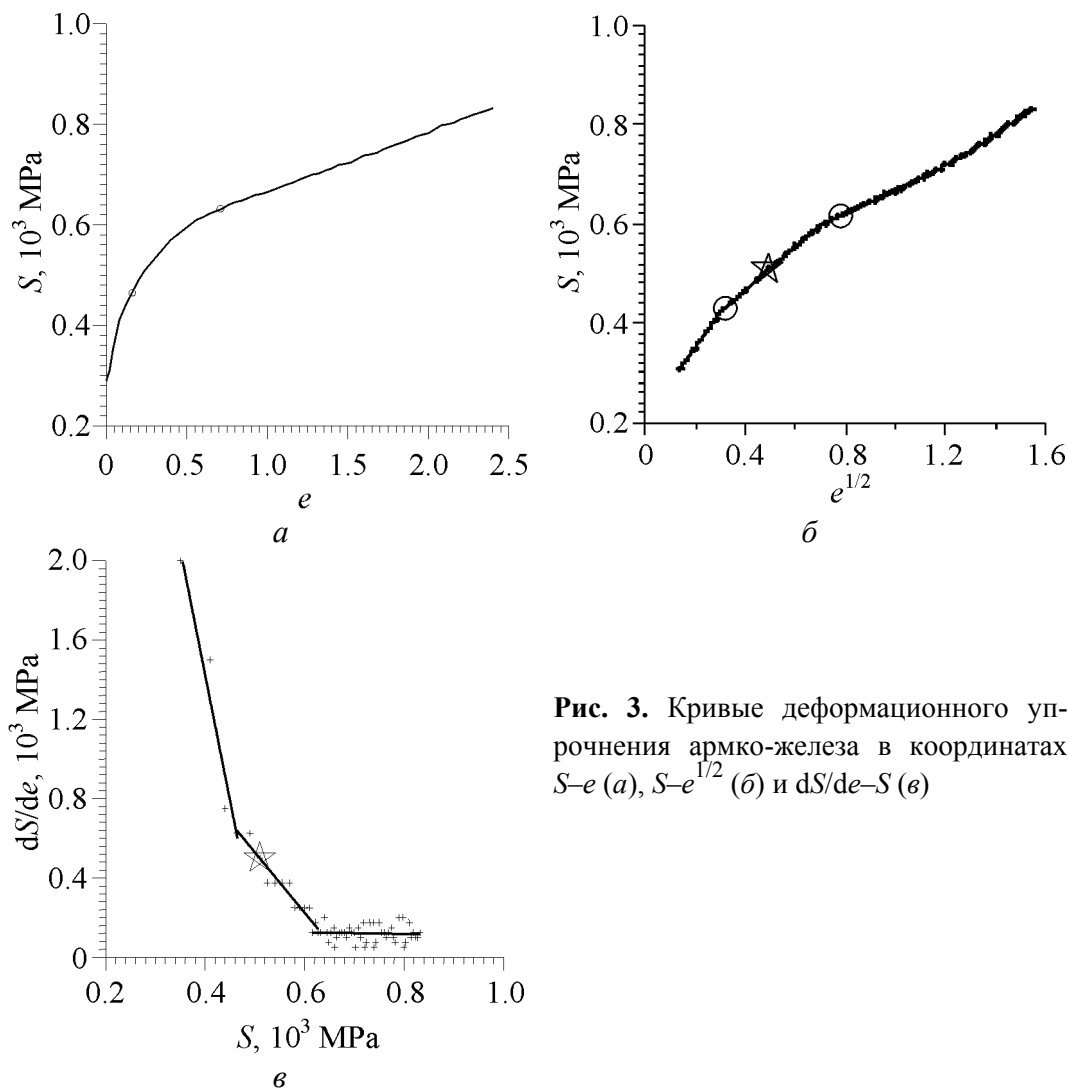 1.0
0.8
0.6
0.4
0.2
S, 10³ MPa
0 0.5 1.0 1.5 2.0 2.5
e
а
1.0
0.8
0.6
0.4
0.2
S, 10³ MPa
0 0.4 0.8 1.2 1.6
e^1/2
б
2.0
1.6
1.2
0.8
0.4
0
dS/de, 10³ MPa
0.2 0.4 0.6 0.8 1.0
S, 10³ MPa
в
Рис. 3. Кривые деформационного уп-
рочнения армко-железа в координатах
S–e (а), S–e^1/2 (б) и dS/de–S (в)